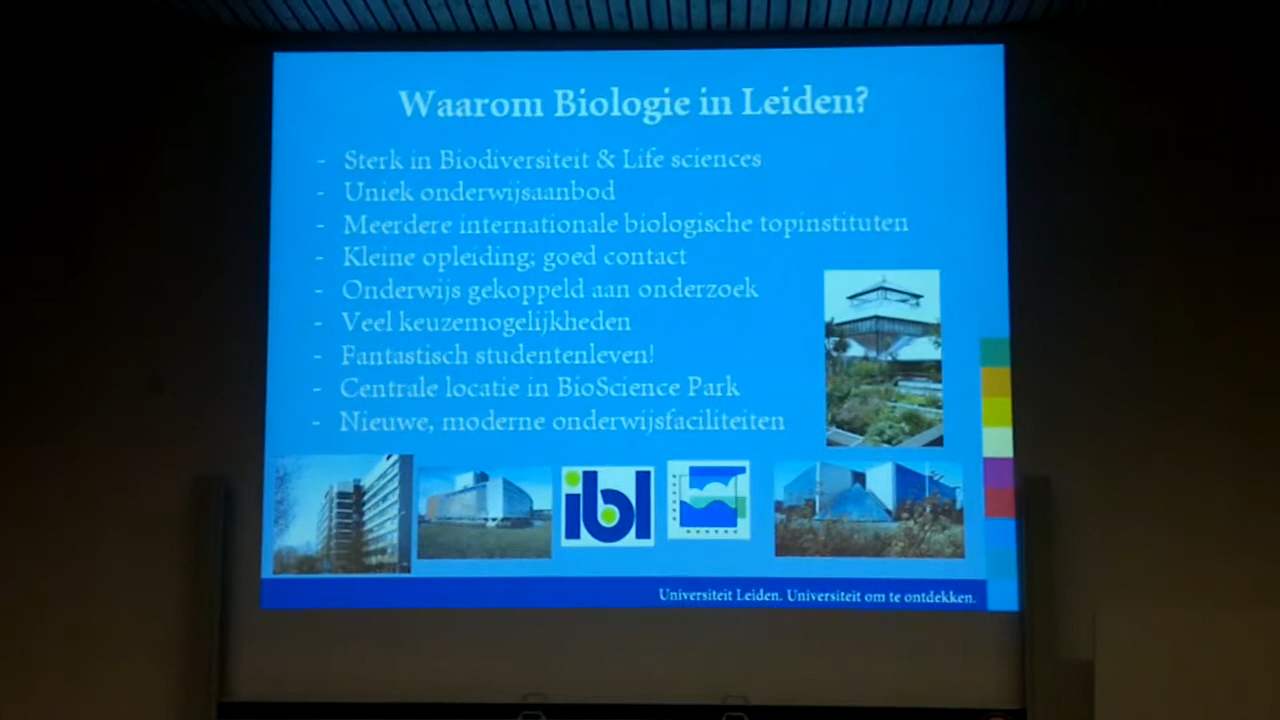 Waarom Biologie in Leiden?
- Sterk in Biodiversiteit & Life sciences
- Uniek onderwijsaanbod
- Meerdere internationale biologische topinstituten
- Kleine opleiding; goed contact
- Onderwijs gekoppeld aan onderzoek
- Veel keuzemogelijkheden
- Fantastisch studentenleven!
- Centrale locatie in BioScience Park
- Nieuwe, moderne onderwijsfaciliteiten
ibl
Universiteit Leiden. Universiteit om te ontdekken.